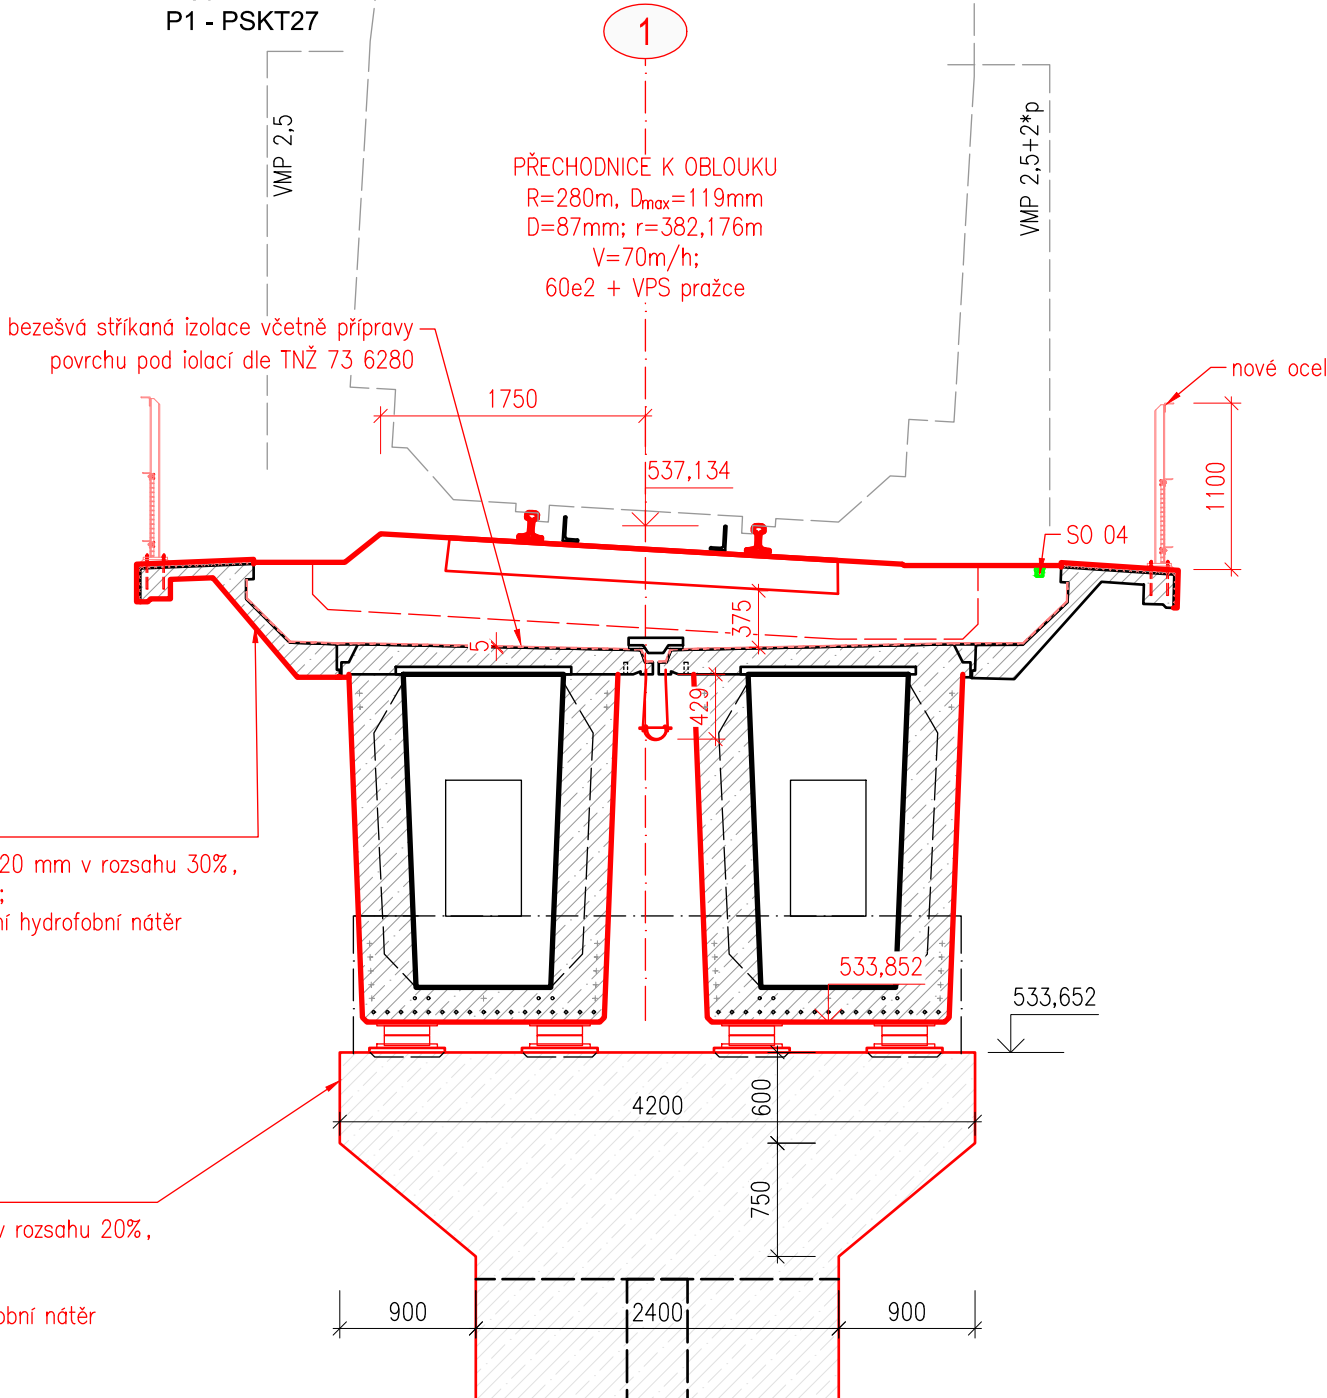 P1 - PSKT27
1
VMP 2,5
VMP 2,5+2*p
PŘECHODNICE K OBLOUKU
R=280m, Dmax=119mm
D=87mm; r=382,176m
V=70m/h;
60e2 + VPS pražce
bezešvá stříkaná izolace včetně přípravy
povrchu pod iolací dle TNŽ 73 6280
nové ocel
1750
537,134
1100
SO 04
375
5
429
20 mm v rozsahu 30%,
;
ní hydrofobní nátěr
533,852
533,652
4200
600
750
v rozsahu 20%,
obní nátěr
900
2400
900